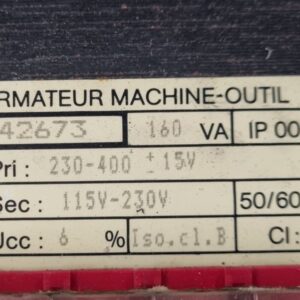 RMATEUR MACHINE-OUTIL
42673 160 VA IP 00
Pri : 230-400 ± 15V
Sec : 115V-230V 50/60
Ucc : 6 % Iso.cl.B Cl :